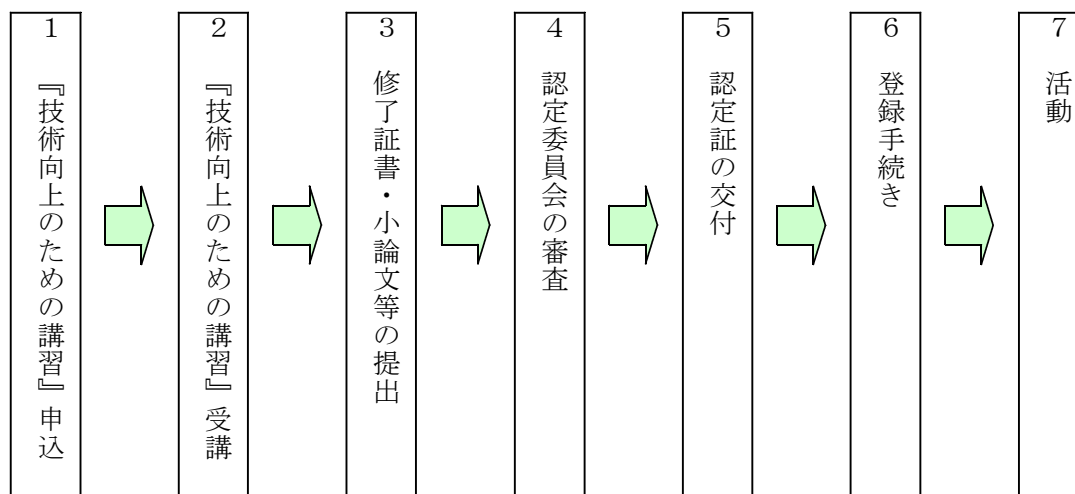 １　『技術向上のための講習』申込
２　『技術向上のための講習』受講
３　修了証書・小論文等の提出
４　認定委員会の審査
５　認定証の交付
６　登録手続き
７　活動